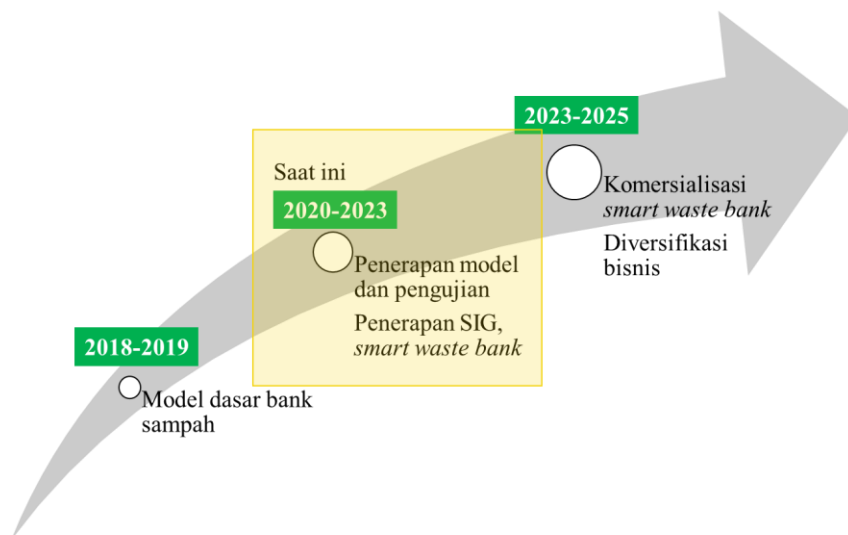 2018-2019
Model dasar bank
sampah
Saat ini
2020-2023
Penerapan model
dan pengujian
Penerapan SIG,
smart waste bank
2023-2025
Komersialisasi
smart waste bank
Diversifikasi
bisnis